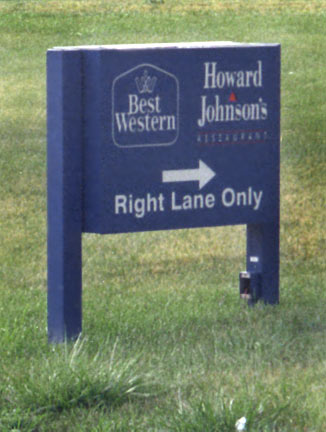 Best
Western
Howard
Johnson's
RESTAURANT
Right Lane Only